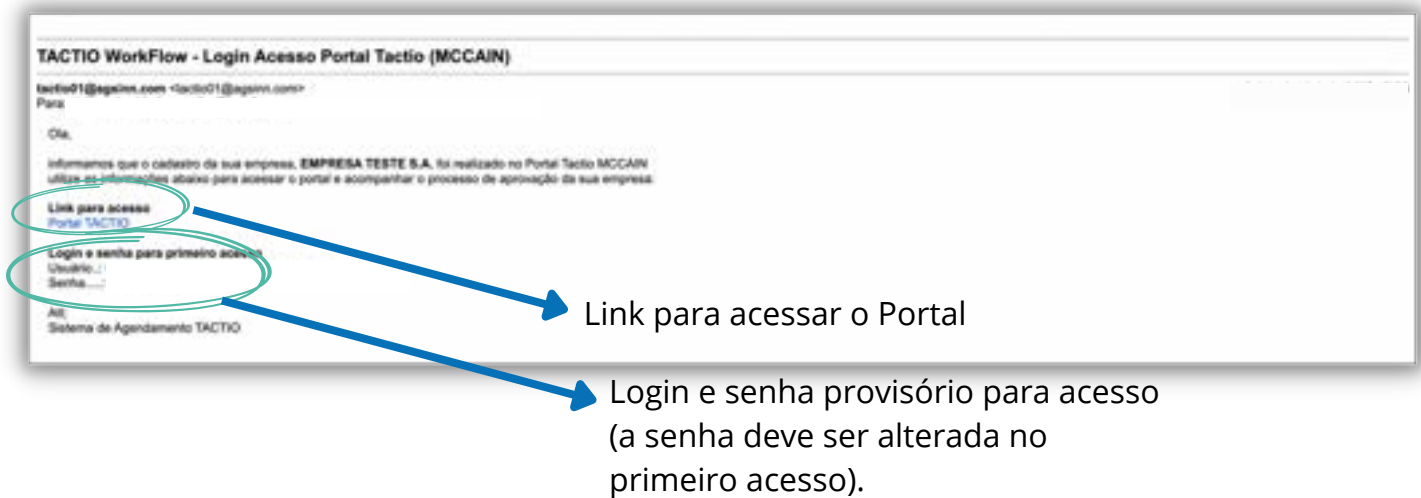 TACTIO WorkFlow - Login Acesso Portal Tactio (MCCAIN)
tactio01@agsinn.com <tactio01@agsinn.com>
Para:
Ola,
Informamos que o cadastro da sua empresa, EMPRESA TESTE S.A, foi realizado no Portal Tactio MCCAIN
utilize as informações abaixo para acessar o portal e acompanhar o processo de aprovação da sua empresa:
Link para acesso
Portal TACTIO
Login e senha para primeiro acesso
Usuário..:
Senha.....:
Att;
Sistema de Agendamento TACTIO
Link para acessar o Portal
Login e senha provisório para acesso
(a senha deve ser alterada no
primeiro acesso).